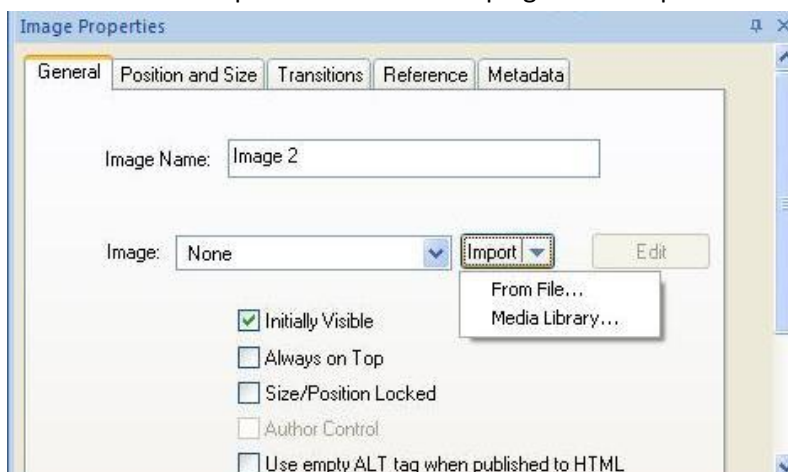 Image Properties
General Position and Size Transitions Reference Metadata
Image Name: Image 2
Image: None Import Edit
From File...
Media Library...
Initially Visible
Always on Top
Size/Position Locked
Author Control
Use empty ALT tag when published to HTML